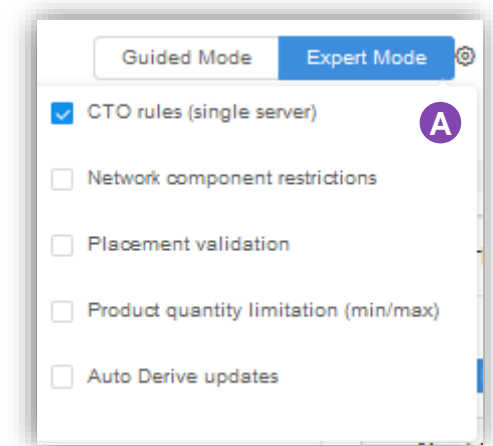 Guided Mode Expert Mode
CTO rules (single server)
A
Network component restrictions
Placement validation
Product quantity limitation (min/max)
Auto Derive updates